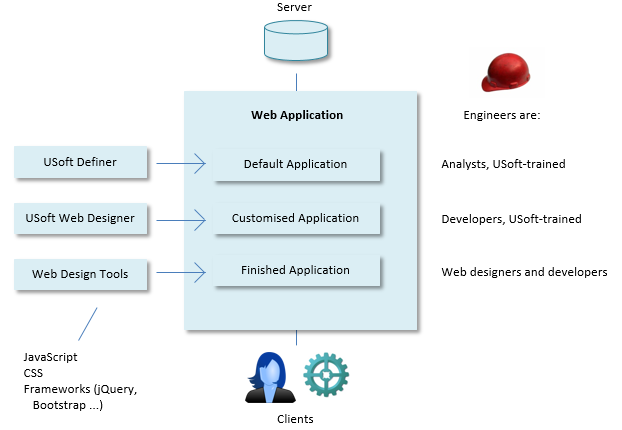 Server
Web Application
Engineers are:
USoft Definer
Default Application
Analysts, USoft-trained
USoft Web Designer
Customised Application
Developers, USoft-trained
Web Design Tools
Finished Application
Web designers and developers
JavaScript
CSS
Frameworks (jQuery,
Bootstrap ...)
Clients